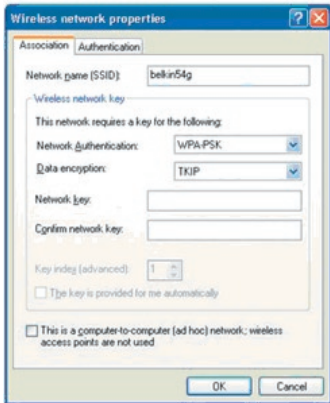 Wireless network properties
Association
Authentication
Network name (SSID):
belkin54g
Wireless network key
This network requires a key for the following:
Network Authentication:
WPA-PSK
Data encryption:
TKIP
Network key:
Confirm network key:
Key index (advanced):
1
The key is provided for me automatically
This is a computer-to-computer (ad hoc) network; wireless
access points are not used
OK
Cancel